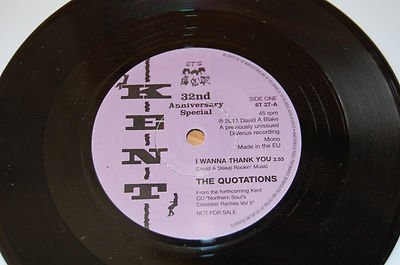 6T'S
KENT
32nd
Anniversary
Special
SIDE ONE
6T 27-A
45 rpm
℗ 2011 David A Blake
A previously unissued
DiVenus recording
Mono
Made in the EU
I WANNA THANK YOU 2.53
(David A Blake) Rockin' Music
THE QUOTATIONS
From the forthcoming Kent
CD "Northern Soul's
Classiest Rarities Vol 5"
NOT FOR SALE